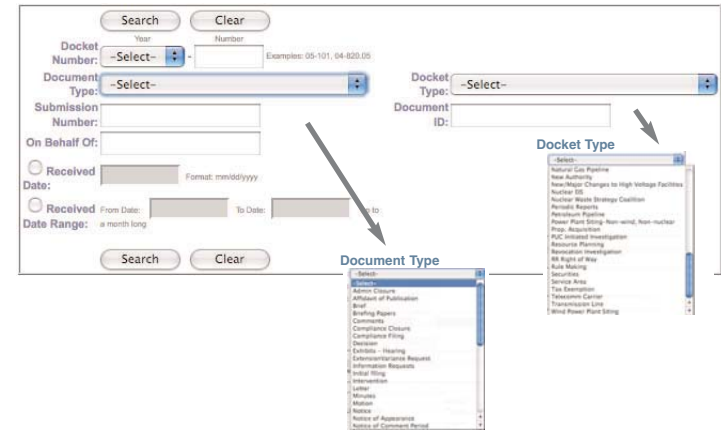 Search Clear
Year Number
Docket Number: -Select- - Examples: 05-101, 04-820.05
Document Type: -Select-
Docket Type: -Select-
Submission Number:
Document ID:
On Behalf Of:
Received Date: Format: mm/dd/yyyy
Received Date Range: From Date: To Date: to
a month long
Search Clear
Docket Type
-Select-
Natural Gas Pipeline
New Authority
New/Major Changes to High Voltage Facilities
Nuclear EIS
Nuclear Waste Strategy Coalition
Periodic Reports
Petroleum Pipeline
Power Plant Siting-Non-wind, Non-nuclear
Prop. Acquisition
PUC Initiated Investigation
Resource Planning
Revocation Investigation
RR Right of Way
Rule Making
Securities
Service Area
Tax Exemption
Telecomm Carrier
Transmission Line
Wind Power Plant Siting
Document Type
-Select-
-Select-
Admin Closure
Affidavit of Publication
Brief
Briefing Papers
Comments
Compliance Closure
Compliance Filing
Decision
Exhibits - Hearing
ExtensionVariance Request
Information Requests
Initial Filing
Intervention
Letter
Minutes
Motion
Notice
Notice of Appearance
Notice of Comment Period